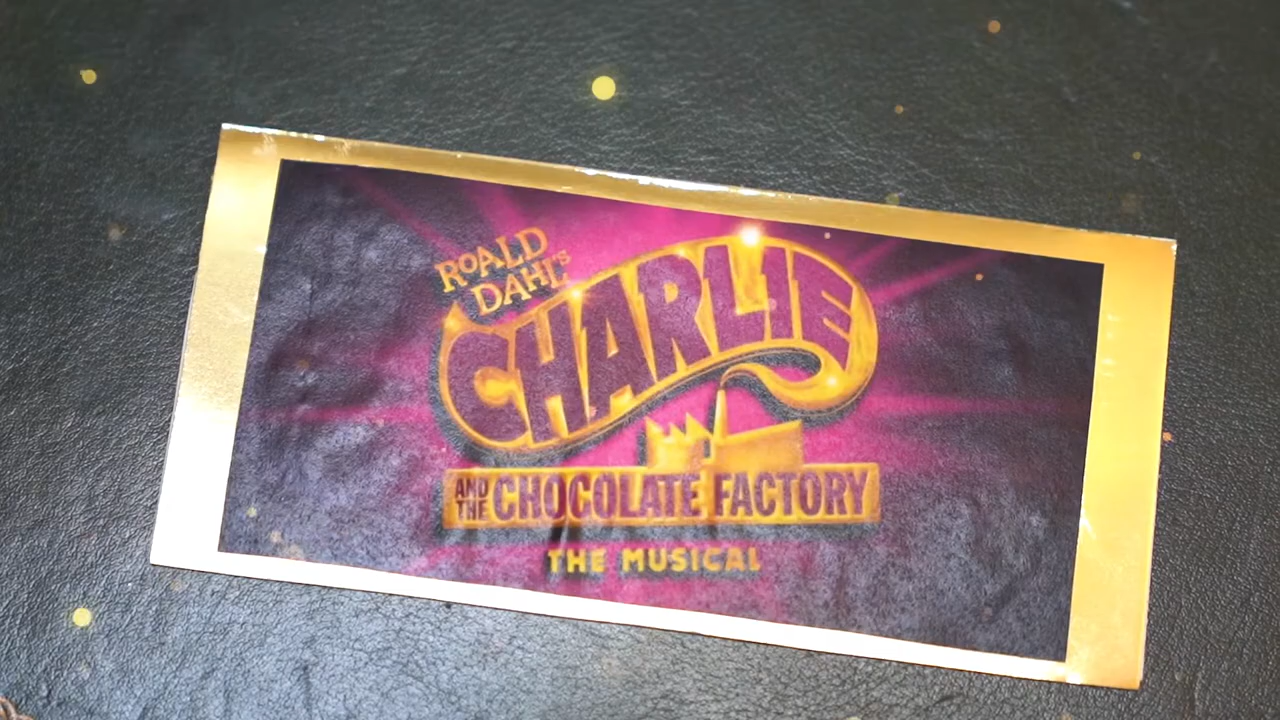 ROALD
DAHL'S
CHARLIE
AND THE CHOCOLATE FACTORY
THE MUSICAL